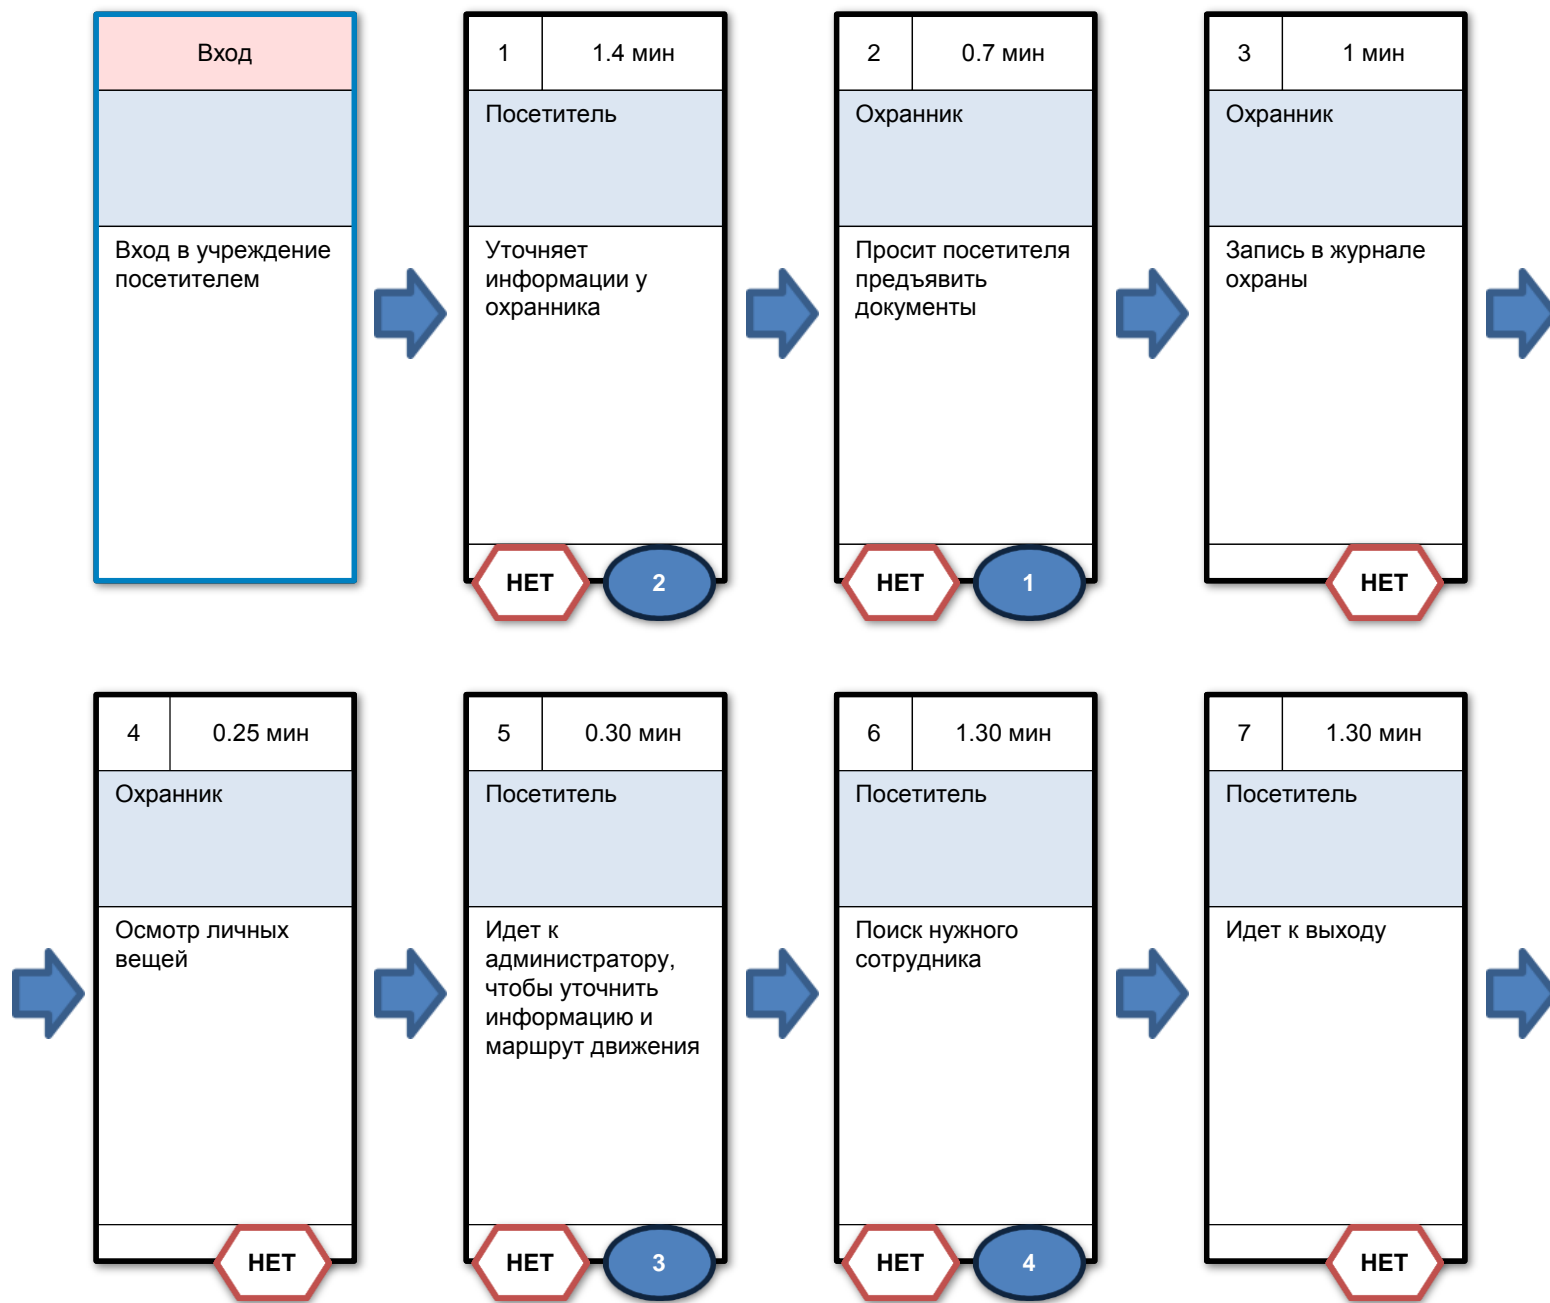 Вход
Вход в учреждение
посетителем
1
1.4 мин
Посетитель
Уточняет
информации у
охранника
НЕТ
2
2
0.7 мин
Охранник
Просит посетителя
предъявить
документы
НЕТ
1
3
1 мин
Охранник
Запись в журнале
охраны
НЕТ
4
0.25 мин
Охранник
Осмотр личных
вещей
НЕТ
5
0.30 мин
Посетитель
Идет к
администратору,
чтобы уточнить
информацию и
маршрут движения
НЕТ
3
6
1.30 мин
Посетитель
Поиск нужного
сотрудника
НЕТ
4
7
1.30 мин
Посетитель
Идет к выходу
НЕТ